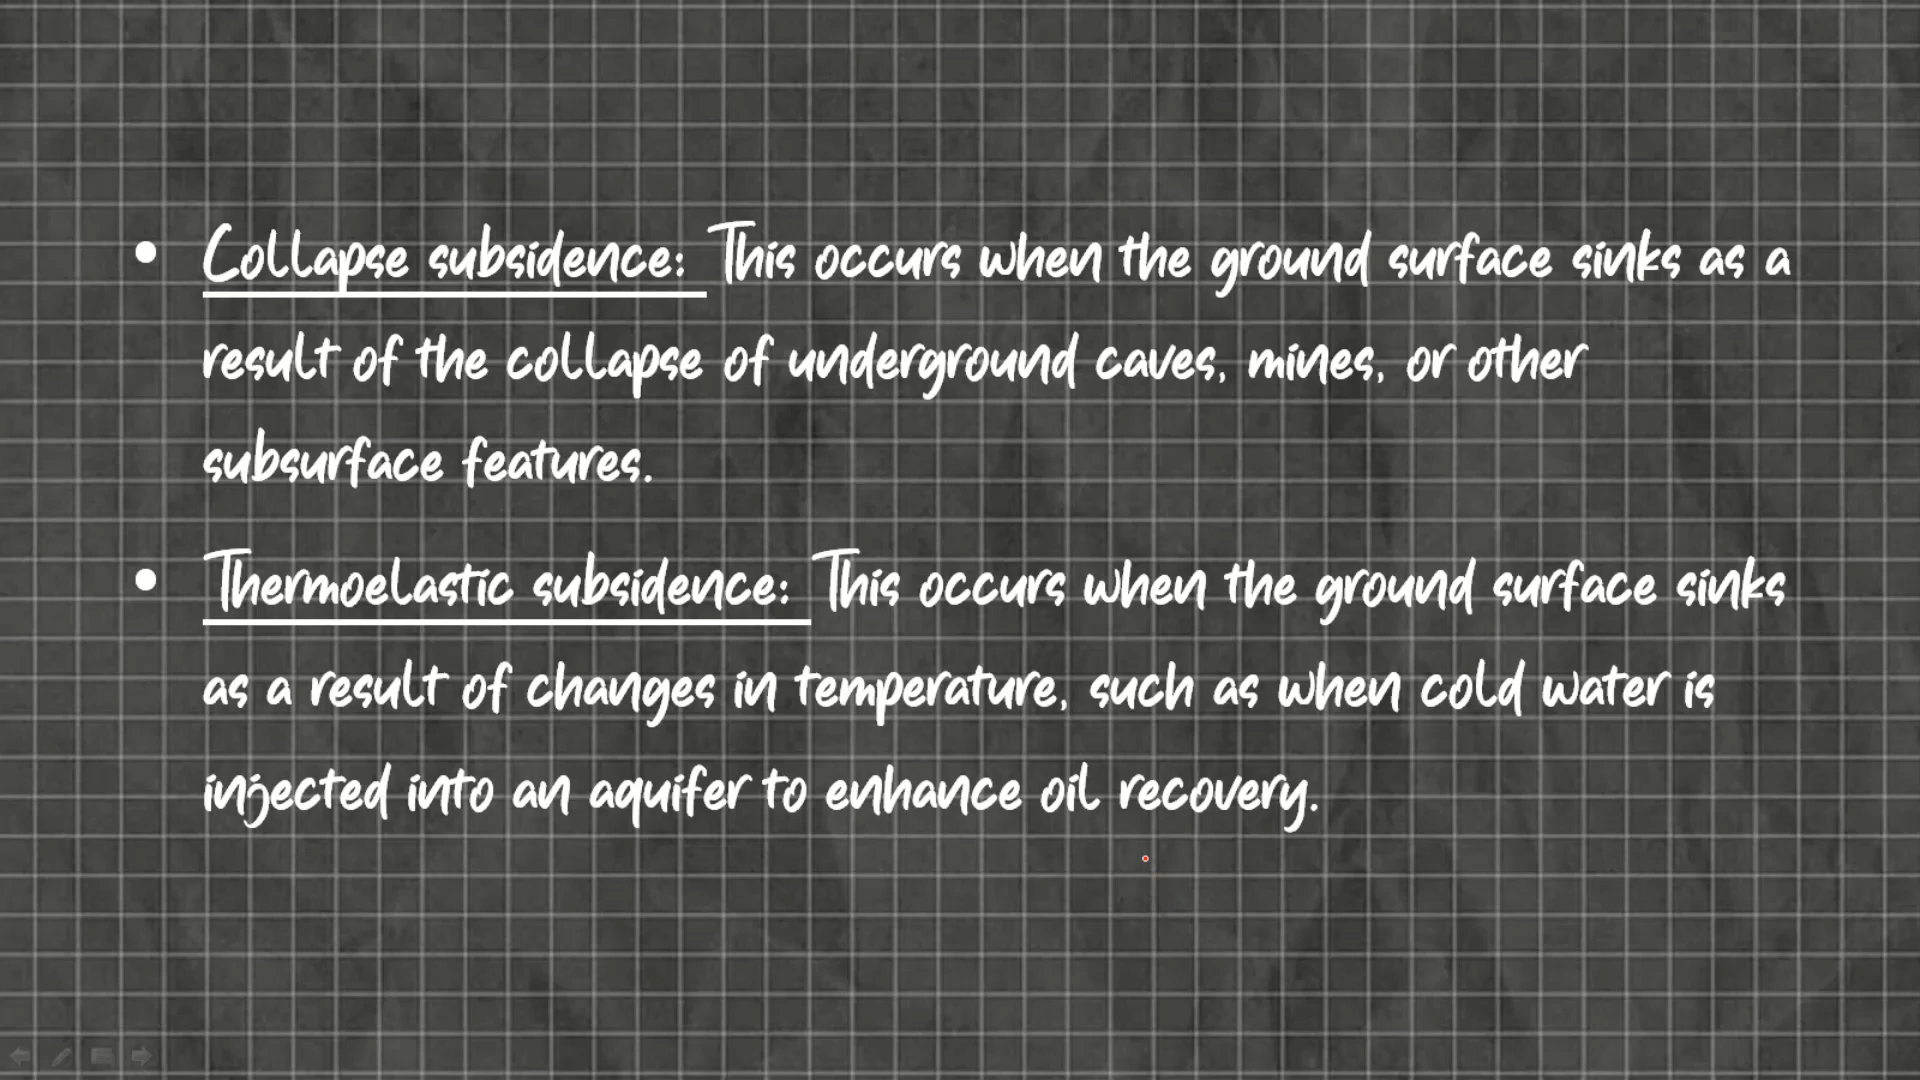 • Collapse subsidence: This occurs when the ground surface sinks as a
result of the collapse of underground caves, mines, or other
subsurface features.
• Thermoelastic subsidence: This occurs when the ground surface sinks
as a result of changes in temperature, such as when cold water is
injected into an aquifer to enhance oil recovery.